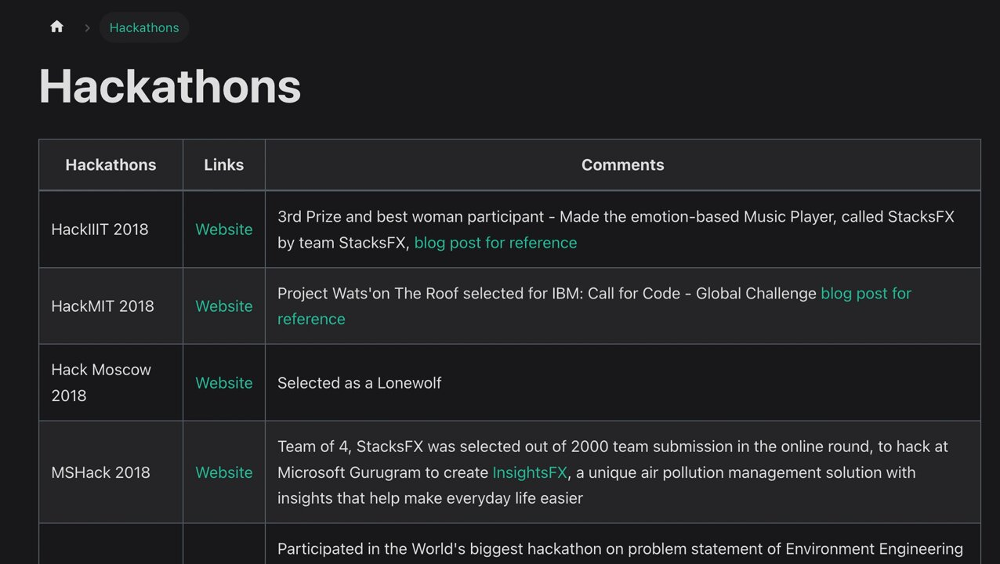 Hackathons
Hackathons
Hackathons Links Comments
HackIIIT 2018 Website 3rd Prize and best woman participant - Made the emotion-based Music Player, called StacksFX
by team StacksFX, blog post for reference
HackMIT 2018 Website Project Wats'on The Roof selected for IBM: Call for Code - Global Challenge blog post for
reference
Hack Moscow
2018 Website Selected as a Lonewolf
MSHack 2018 Website Team of 4, StacksFX was selected out of 2000 team submission in the online round, to hack at
Microsoft Gurugram to create InsightsFX, a unique air pollution management solution with
insights that help make everyday life easier
Participated in the World's biggest hackathon on problem statement of Environment Engineering